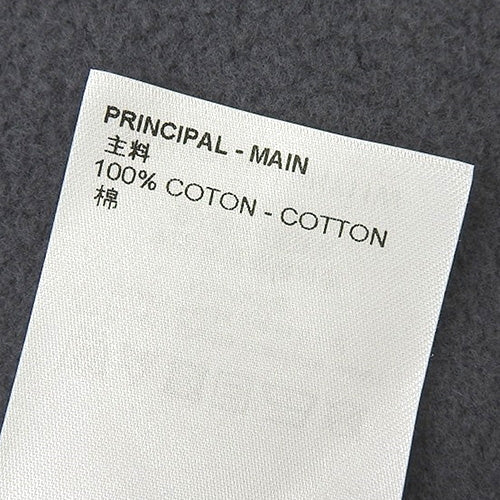 PRINCIPAL - MAIN
主料
100% COTON - COTTON
棉